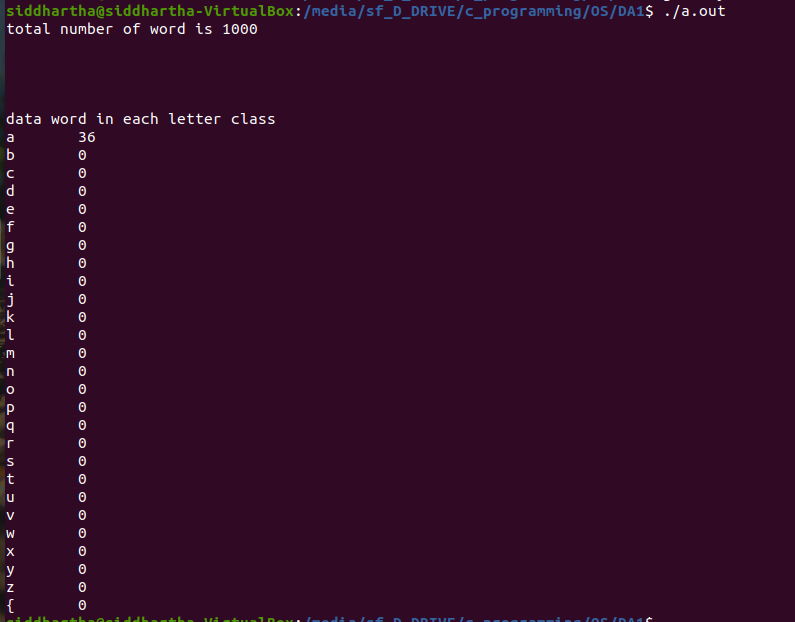 siddhartha@siddhartha-VirtualBox:/media/sf_D_DRIVE/c_programming/OS/DA1$ ./a.out
total number of word is 1000
data word in each letter class
a 36
b 0
c 0
d 0
e 0
f 0
g 0
h 0
i 0
j 0
k 0
l 0
m 0
n 0
o 0
p 0
q 0
r 0
s 0
t 0
u 0
v 0
w 0
x 0
y 0
z 0
{ 0
siddhartha@siddhartha-VirtualBox:/media/sf_D_DRIVE/c_programming/OS/DA1$